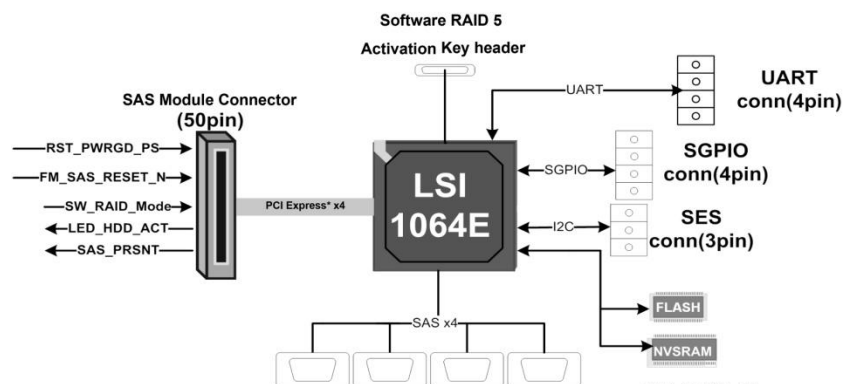 Software RAID 5
Activation Key header
UART
UART
conn(4pin)
SAS Module Connector
(50pin)
RST_PWRGD_PS
FM_SAS_RESET_N
SW_RAID_Mode
LED_HDD_ACT
SAS_PRSNT
PCI Express* x4
LSI
1064E
SGPIO
SGPIO
conn(4pin)
I2C
SES
conn(3pin)
FLASH
SAS x4
NVSRAM